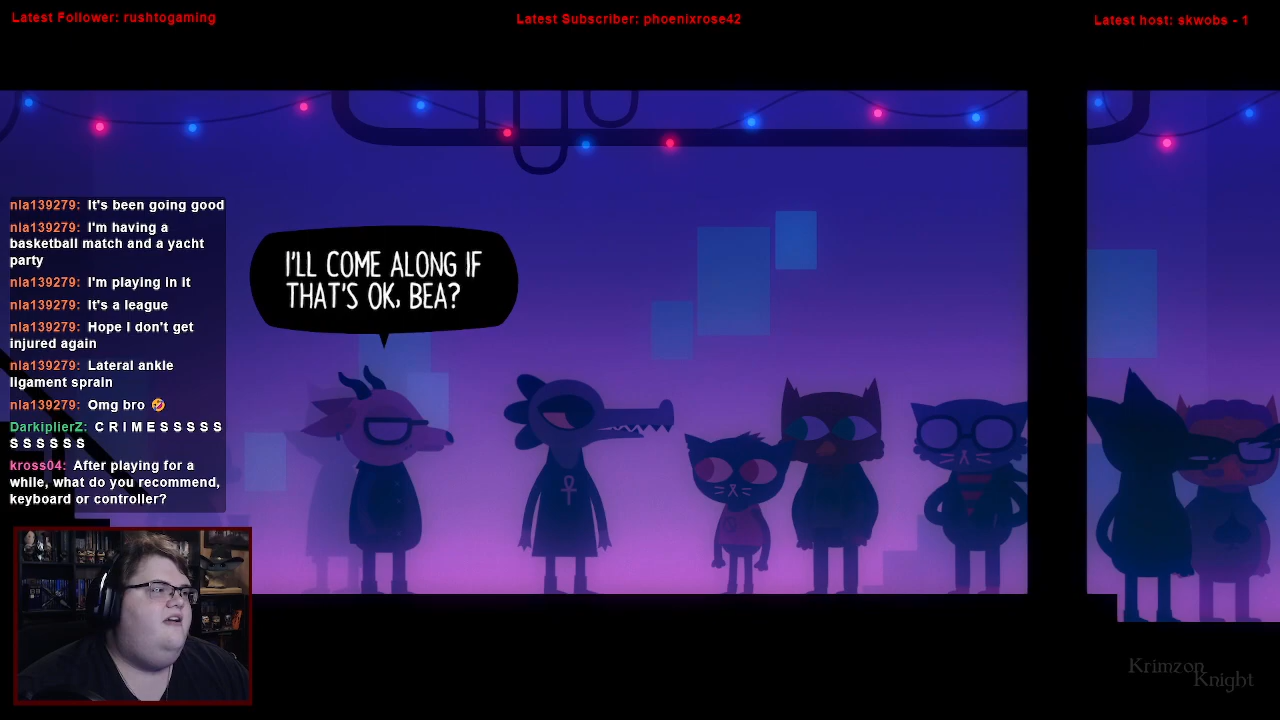 Latest Follower: rushtogaming
Latest Subscriber: phoenixrose42
Latest host: skwobs - 1
nla139279: It's been going good
nla139279: I'm having a
basketball match and a yacht
party
nla139279: I'm playing in it
nla139279: It's a league
nla139279: Hope I don't get
injured again
nla139279: Lateral ankle
ligament sprain
nla139279: Omg bro 🤣
DarkiplierZ: C R I M E S S S S S
S S S S S S
kross04: After playing for a
while, what do you recommend,
keyboard or controller?
I'LL COME ALONG IF
THAT'S OK, BEA?
Krimzon
Knight